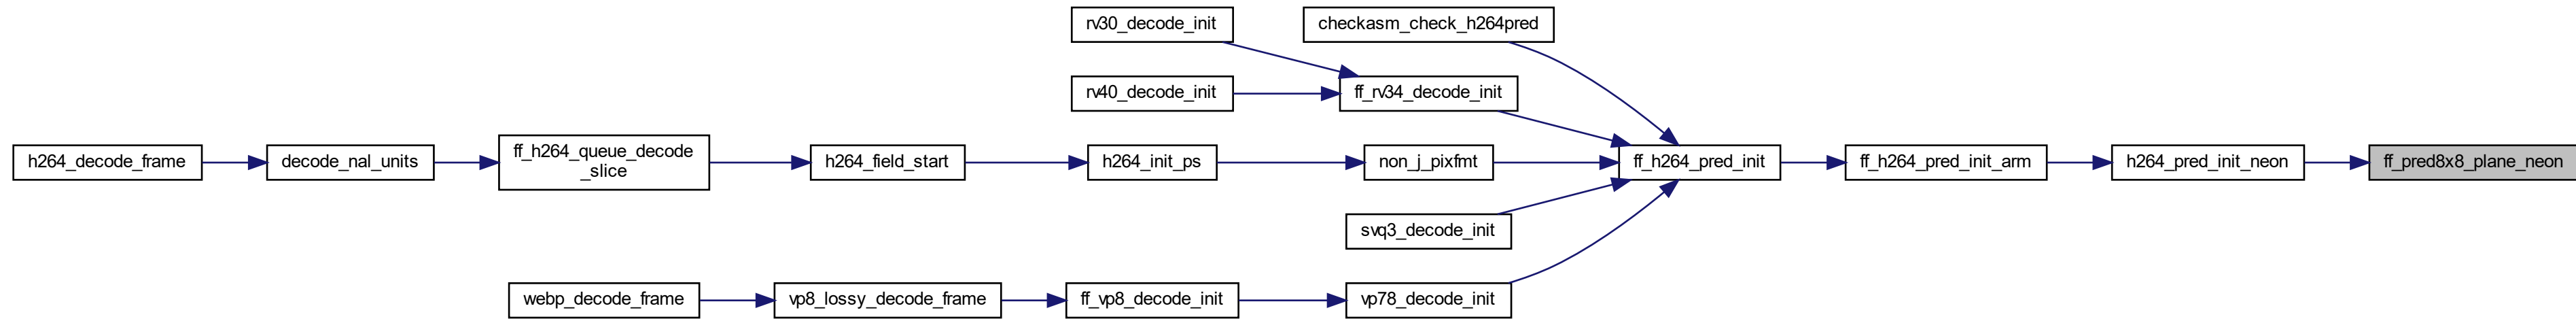 rv30_decode_init
checkasm_check_h264pred
rv40_decode_init
ff_rv34_decode_init
h264_decode_frame
decode_nal_units
ff_h264_queue_decode
_slice
h264_field_start
h264_init_ps
non_j_pixfmt
ff_h264_pred_init
ff_h264_pred_init_arm
h264_pred_init_neon
ff_pred8x8_plane_neon
svq3_decode_init
webp_decode_frame
vp8_lossy_decode_frame
ff_vp8_decode_init
vp78_decode_init